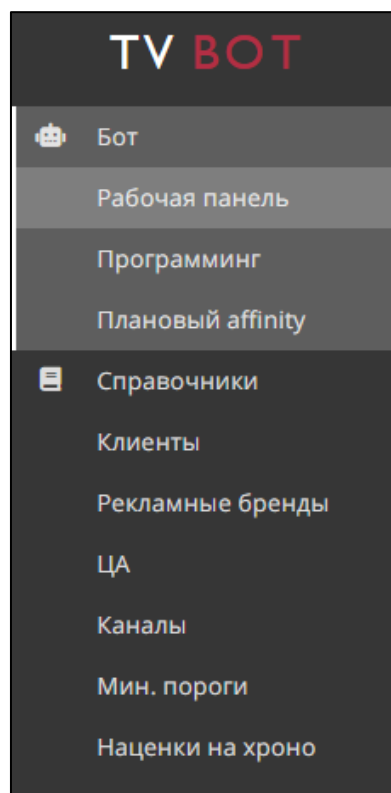 TV BOT
Бот
Рабочая панель
Программинг
Плановый affinity
Справочники
Клиенты
Рекламные бренды
ЦА
Каналы
Мин. пороги
Наценки на хроно